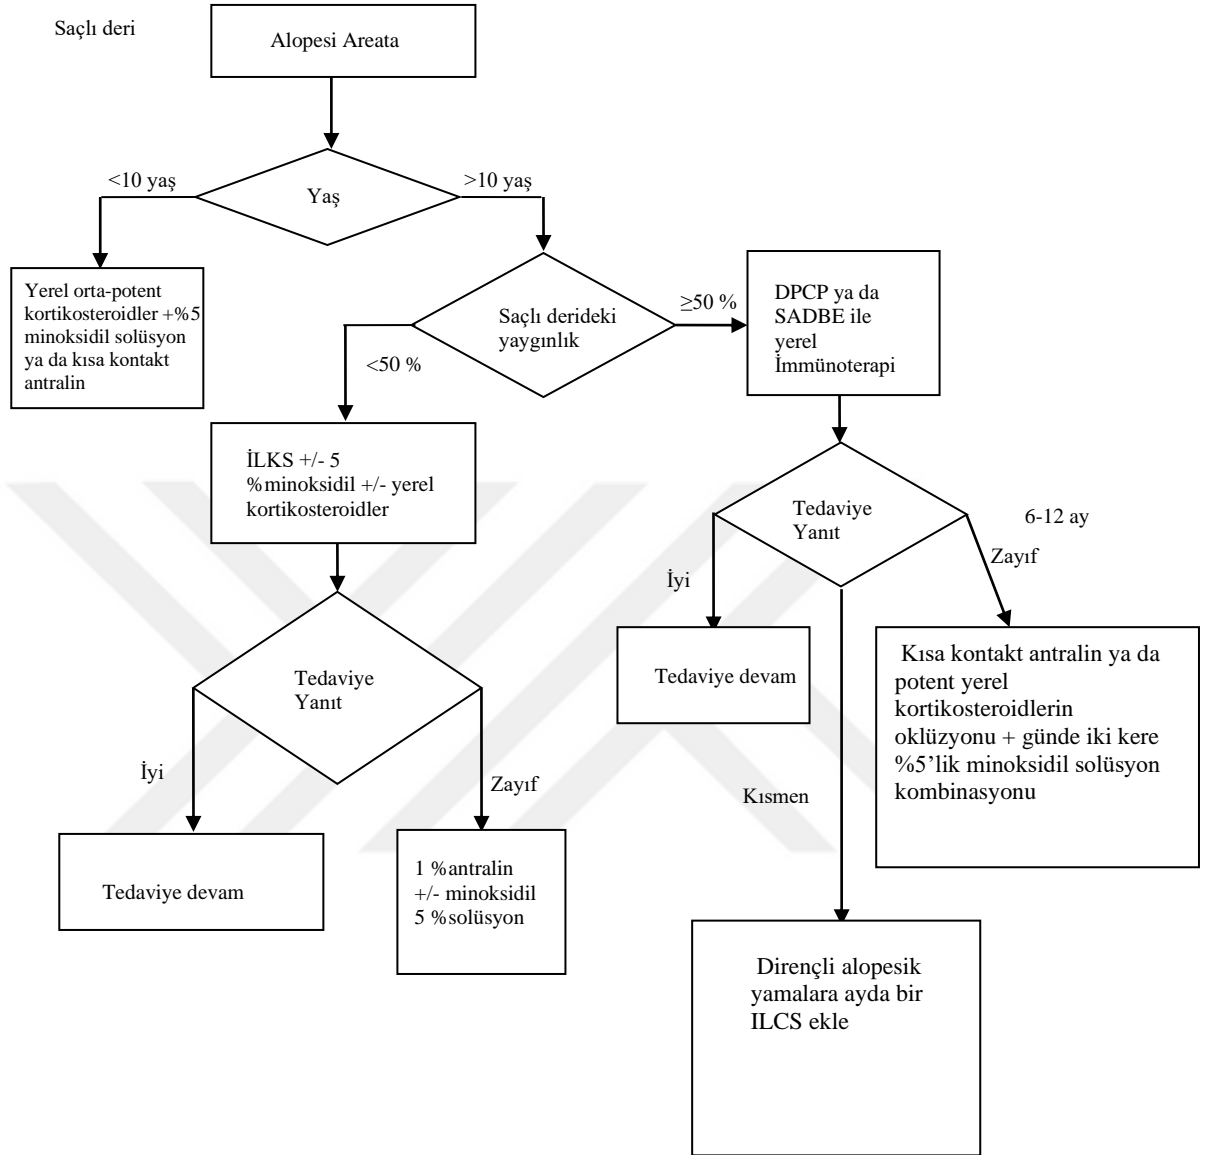 Saçlı deri
Alopesi Areata
<10 yaş
Yaş
>10 yaş
Yerel orta-potent
kortikosteroidler +%5
minoksidil solüsyon
ya da kısa kontakt
antralin
Saçlı derideki
yaygınlık
≥50 %
DPCP ya da
SADBE ile
yerel
İmmünoterapi
<50 %
İLKS +/- 5
%minoksidil +/- yerel
kortikosteroidler
Tedaviye
Yanıt
6-12 ay
Zayıf
İyi
Tedaviye devam
Kısa kontakt antralin ya da
potent yerel
kortikosteroidlerin
oklüzyonu + günde iki kere
%5’lik minoksidil solüsyon
kombinasyonu
Kısmen
Tedaviye
Yanıt
İyi
Zayıf
Tedaviye devam
1 %antralin
+/- minoksidil
5 %solüsyon
Dirençli alopesik
yamalara ayda bir
ILCS ekle